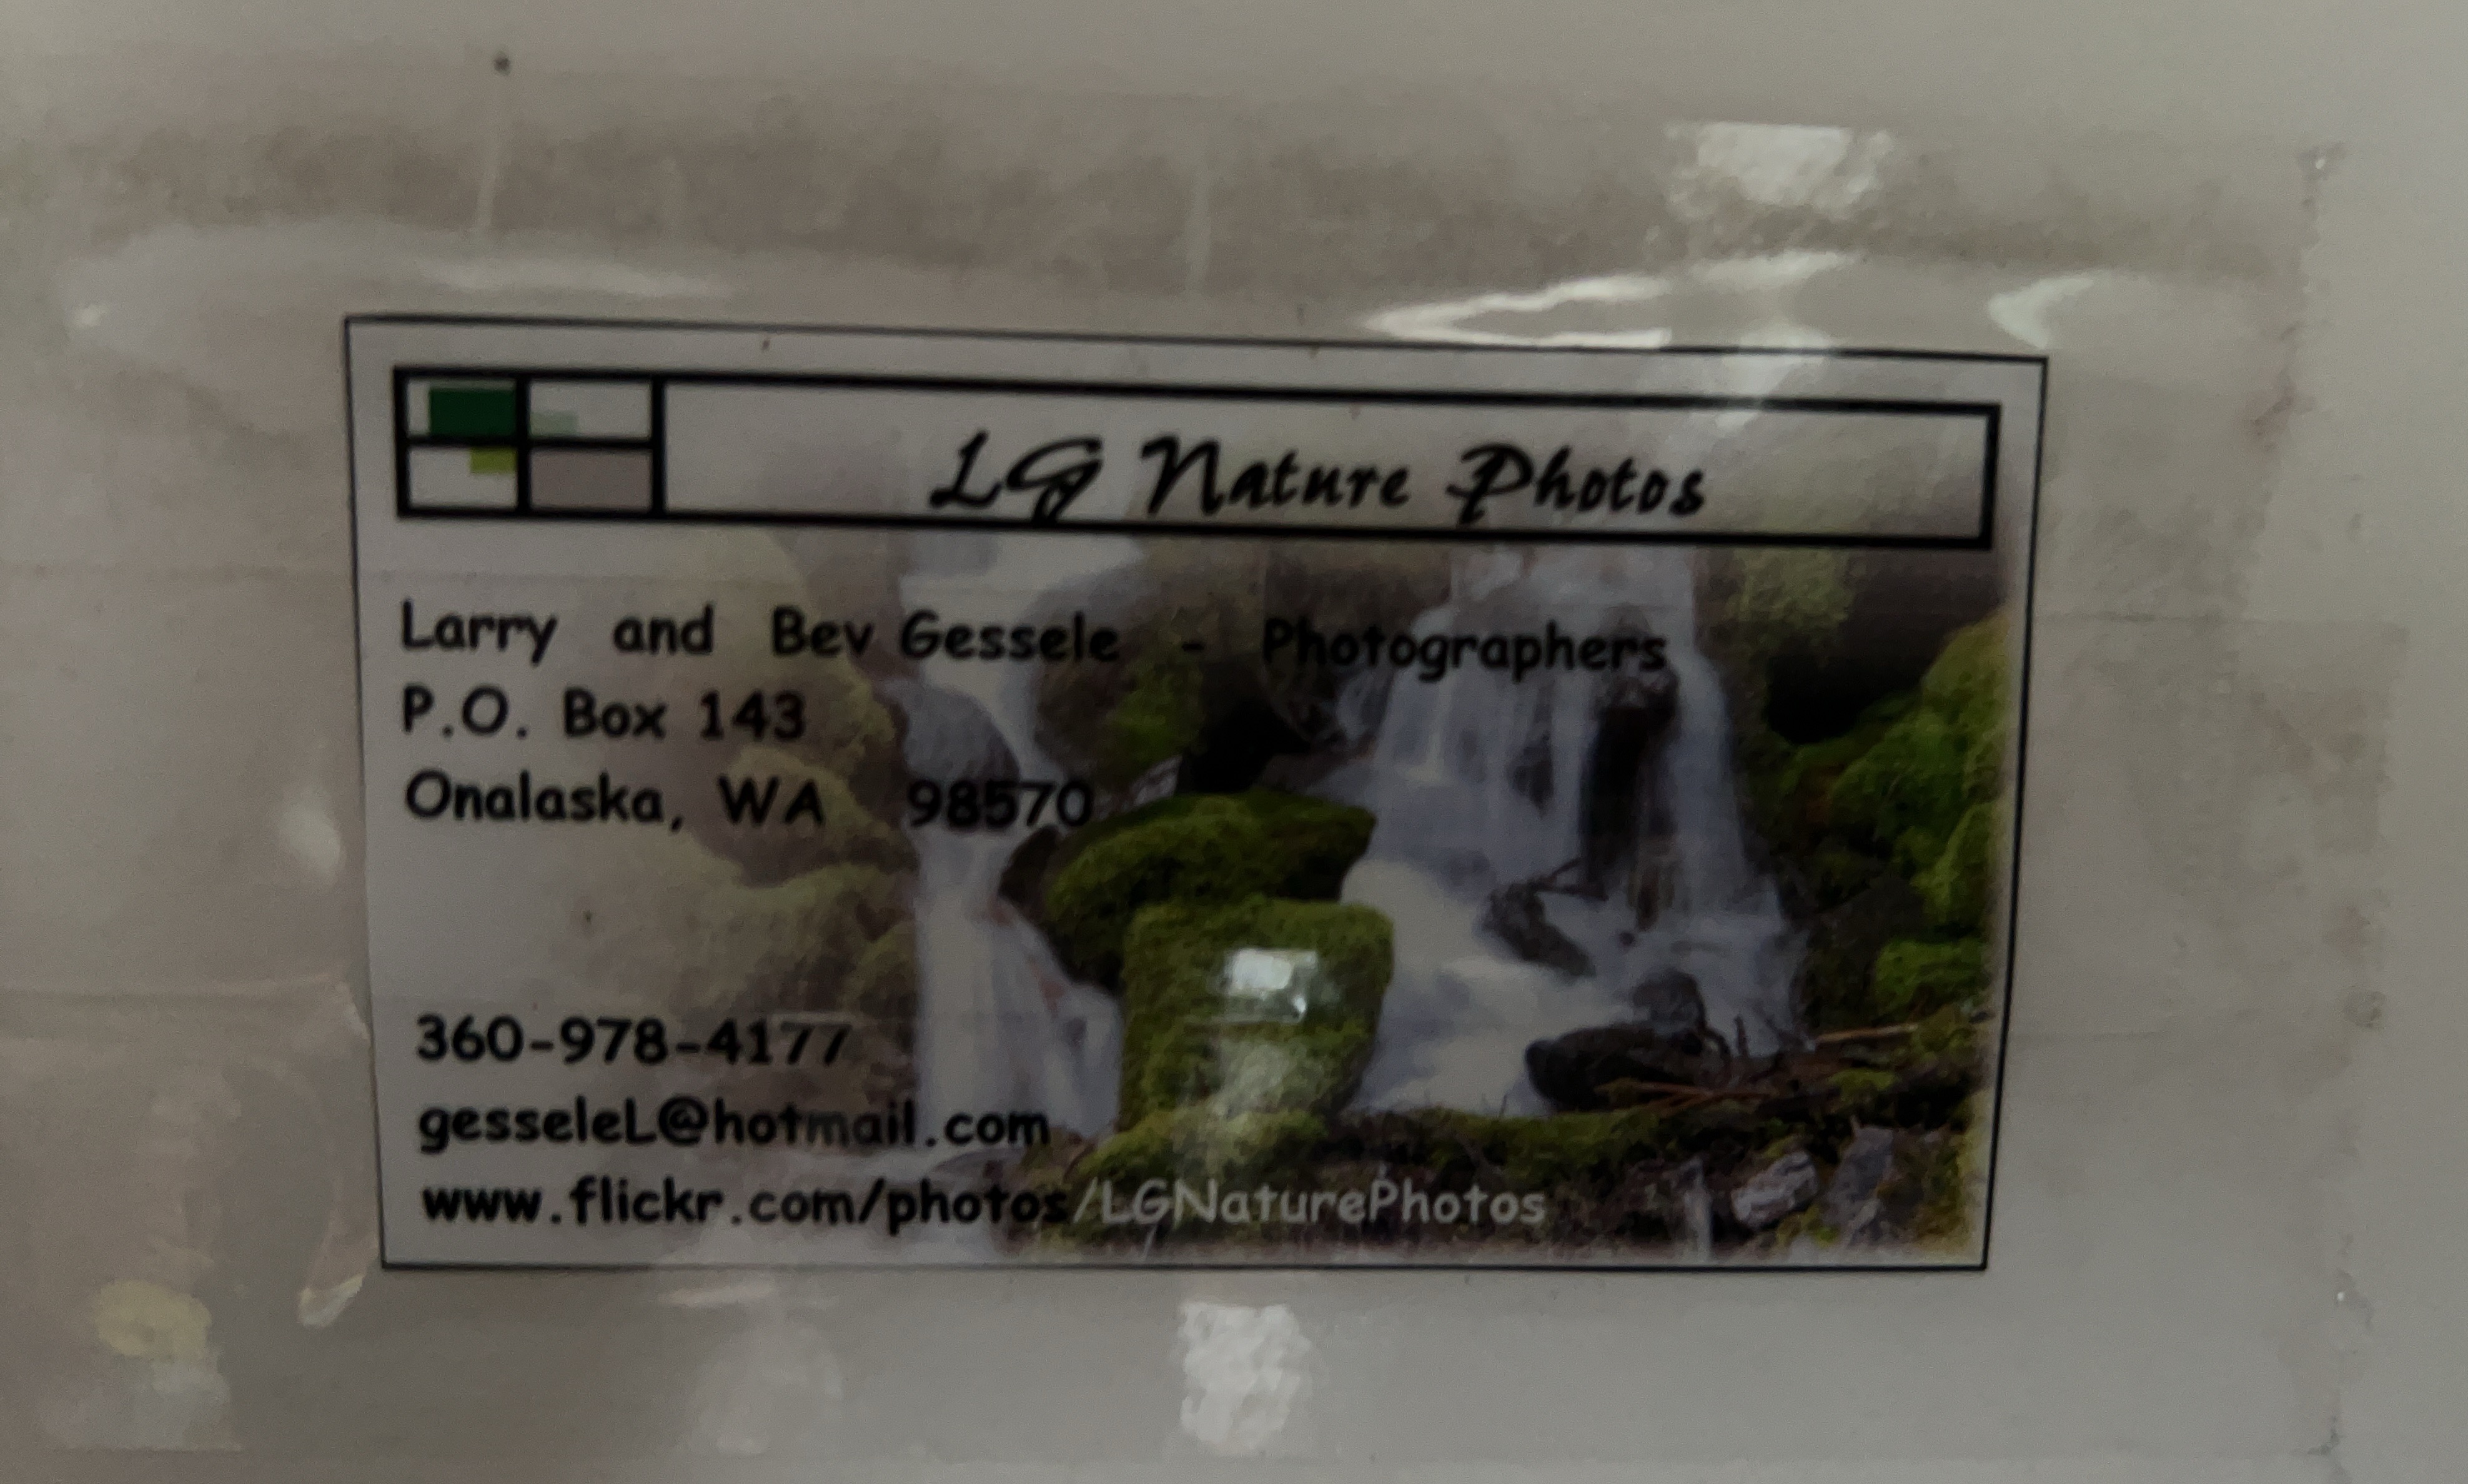 LG Nature Photos
Larry and Bev Gessele - Photographers
P.O. Box 143
Onalaska, WA 98570
360-978-4177
gesseleL@hotmail.com
www.flickr.com/photos/LGNaturePhotos